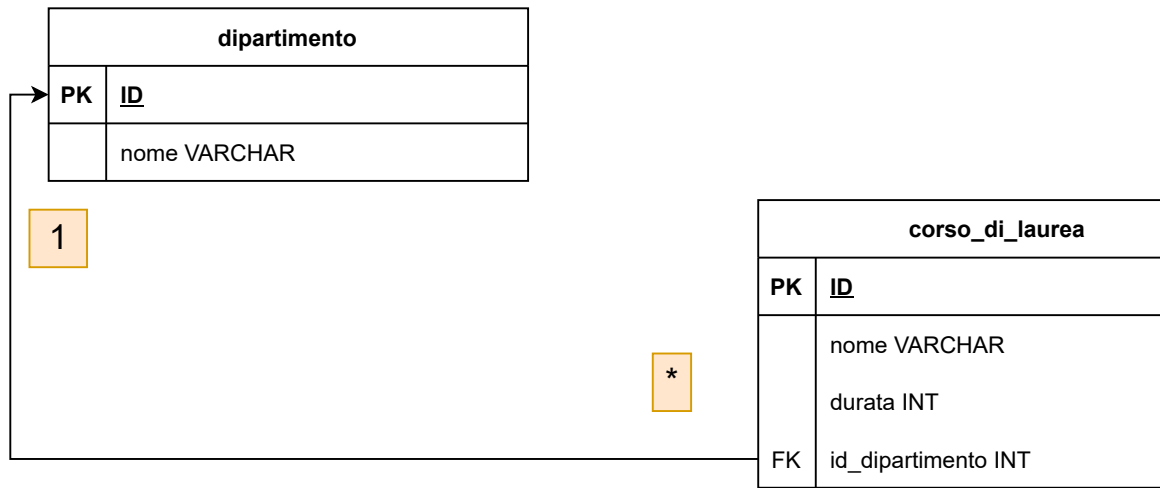 dipartimento
PK ID
nome VARCHAR
1
corso_di_laurea
PK ID
nome VARCHAR
*
durata INT
FK id_dipartimento INT